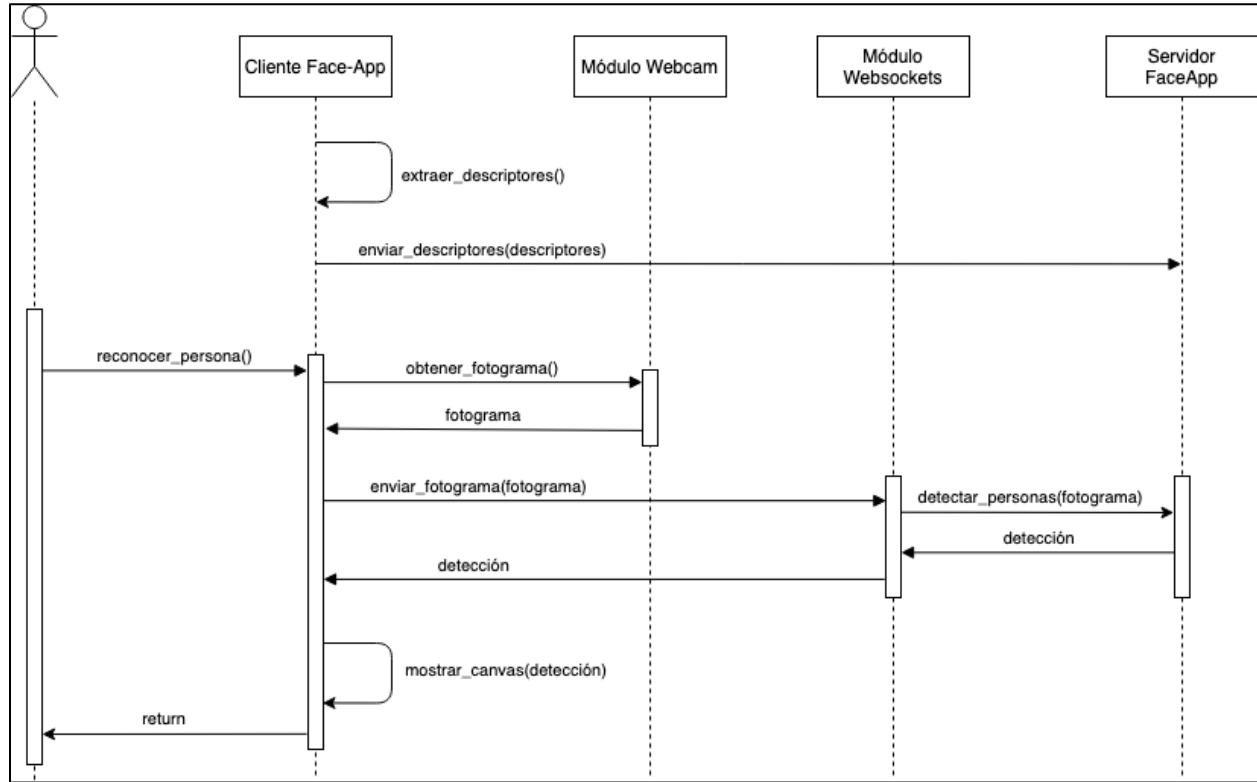 Cliente Face-App
Módulo Webcam
Módulo
Websockets
Servidor
FaceApp
extraer_descriptores()
enviar_descriptores(descriptores)
reconocer_persona()
obtener_fotograma()
fotograma
enviar_fotograma(fotograma)
detectar_personas(fotograma)
detección
detección
mostrar_canvas(detección)
return